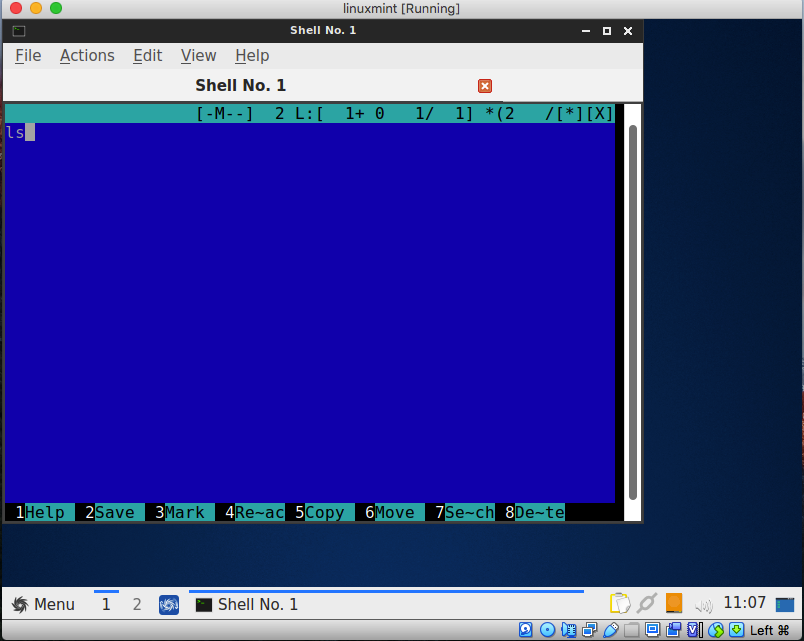 linuxmint [Running]
Shell No. 1
File Actions Edit View Help
Shell No. 1
[-M--] 2 L:[ 1+ 0 1/ 1] *(2 /[*][X]
ls
1Help 2Save 3Mark 4Re~ac 5Copy 6Move 7Se~ch 8De~te
Menu 1 2 Shell No. 1 11:07
Left ⌘